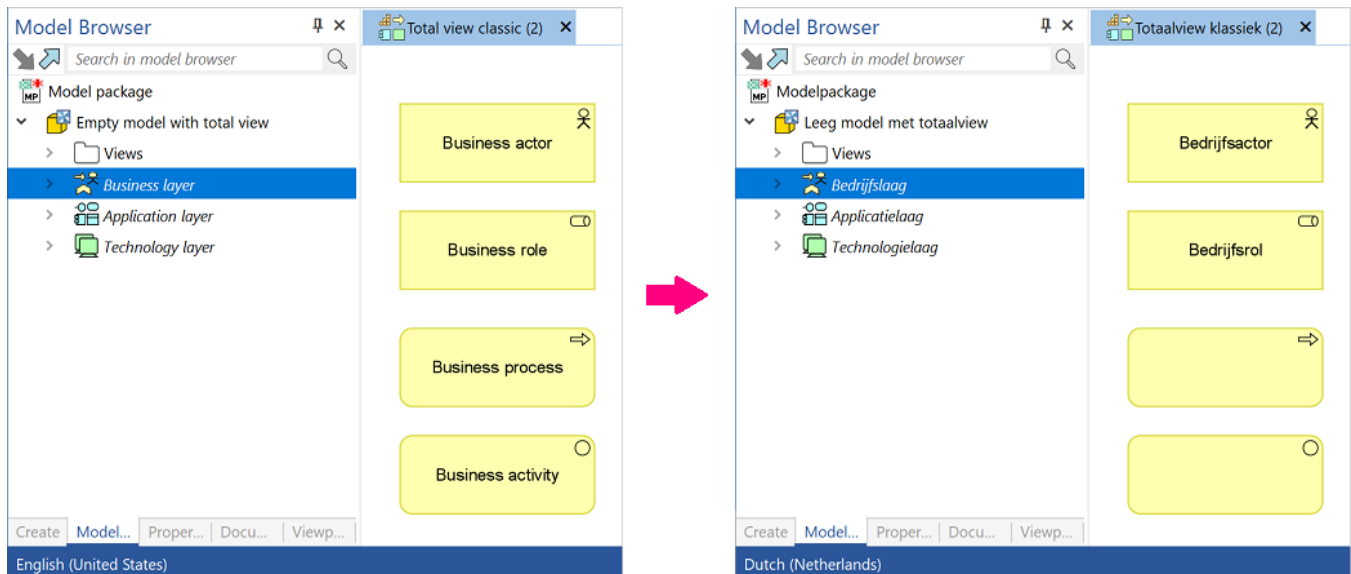 Model Browser
Total view classic (2)
Search in model browser
MP Model package
Empty model with total view
Views
Business layer
Application layer
Technology layer
Business actor
Business role
Business process
Business activity
Create Model... Proper... Docu... Viewp...
English (United States)
Model Browser
Totaalview klassiek (2)
Search in model browser
MP Modelpackage
Leeg model met totaalview
Views
Bedrijfslaag
Applicatielaag
Technologielaag
Bedrijfsactor
Bedrijfsrol
Create Model... Proper... Docu... Viewp...
Dutch (Netherlands)